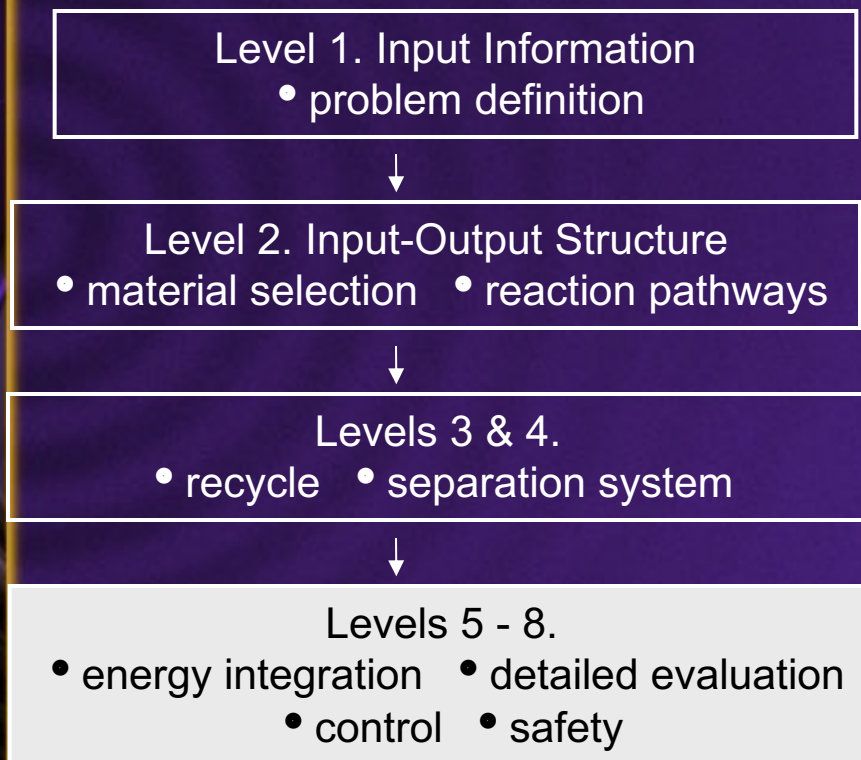 Level 1. Input Information
• problem definition
Level 2. Input-Output Structure
• material selection • reaction pathways
Levels 3 & 4.
• recycle • separation system
Levels 5 - 8.
• energy integration • detailed evaluation
• control • safety